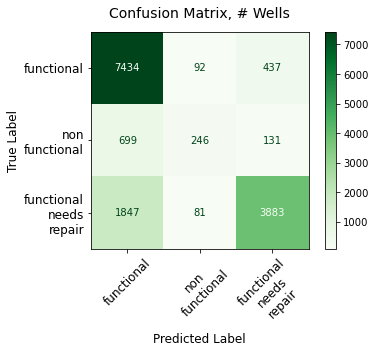 Confusion Matrix, # Wells
True Label
functional
7434 92 437
non
functional
699 246 131
functional
needs
repair
1847 81 3883
functional
non
functional
functional
needs
repair
Predicted Label
7000
6000
5000
4000
3000
2000
1000